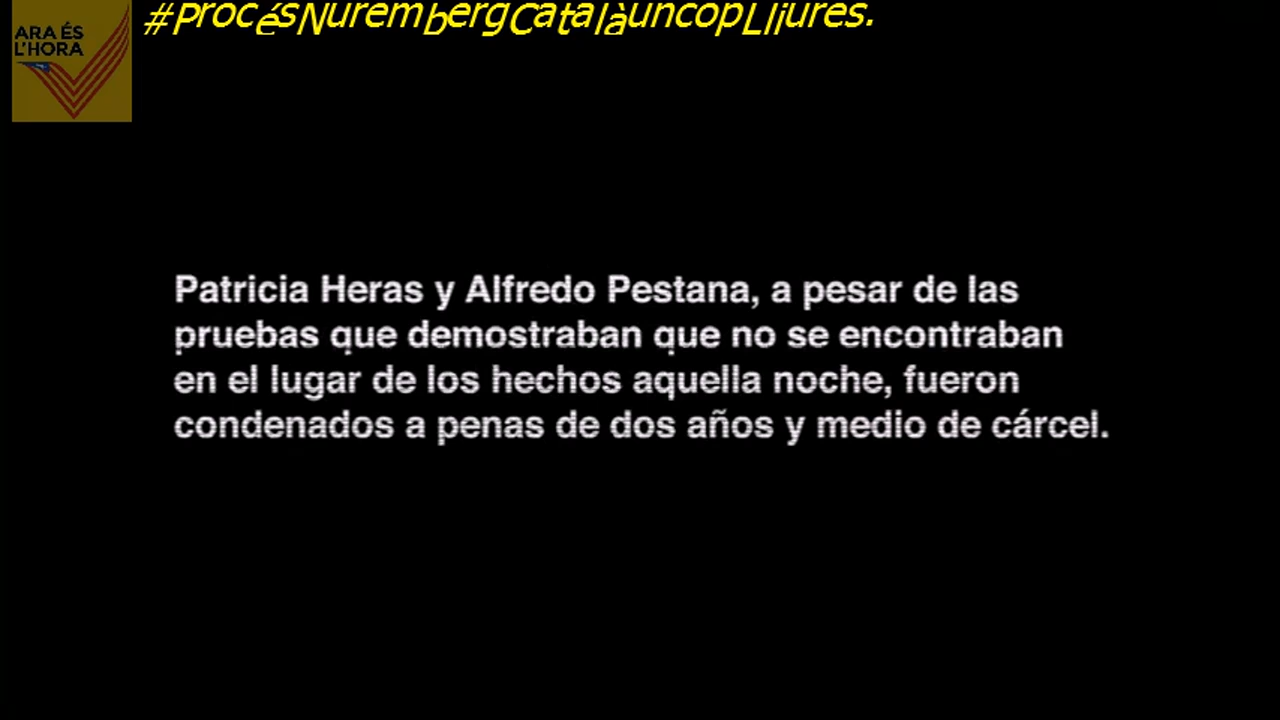 #ProcésNurembergCatalàuncopLliures.
ARA ÉS
L'HORA
Patricia Heras y Alfredo Pestana, a pesar de las
pruebas que demostraban que no se encontraban
en el lugar de los hechos aquella noche, fueron
condenados a penas de dos años y medio de cárcel.